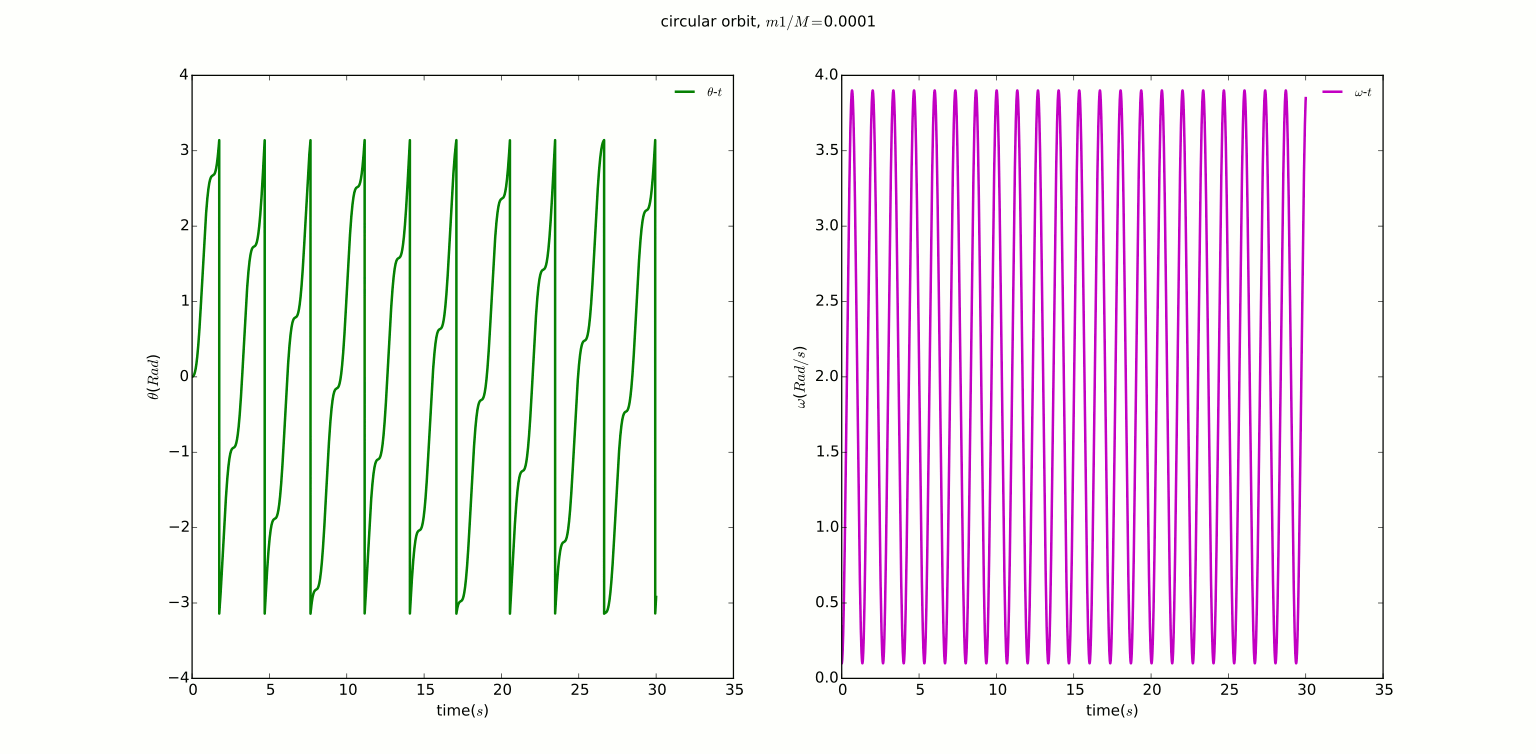 circular orbit, m1/M=0.0001
θ-t
4
3
2
1
0
−1
−2
−3
−4
θ(Rad)
0 5 10 15 20 25 30 35
time(s)
ω-t
4.0
3.5
3.0
2.5
2.0
1.5
1.0
0.5
0.0
ω(Rad/s)
0 5 10 15 20 25 30 35
time(s)